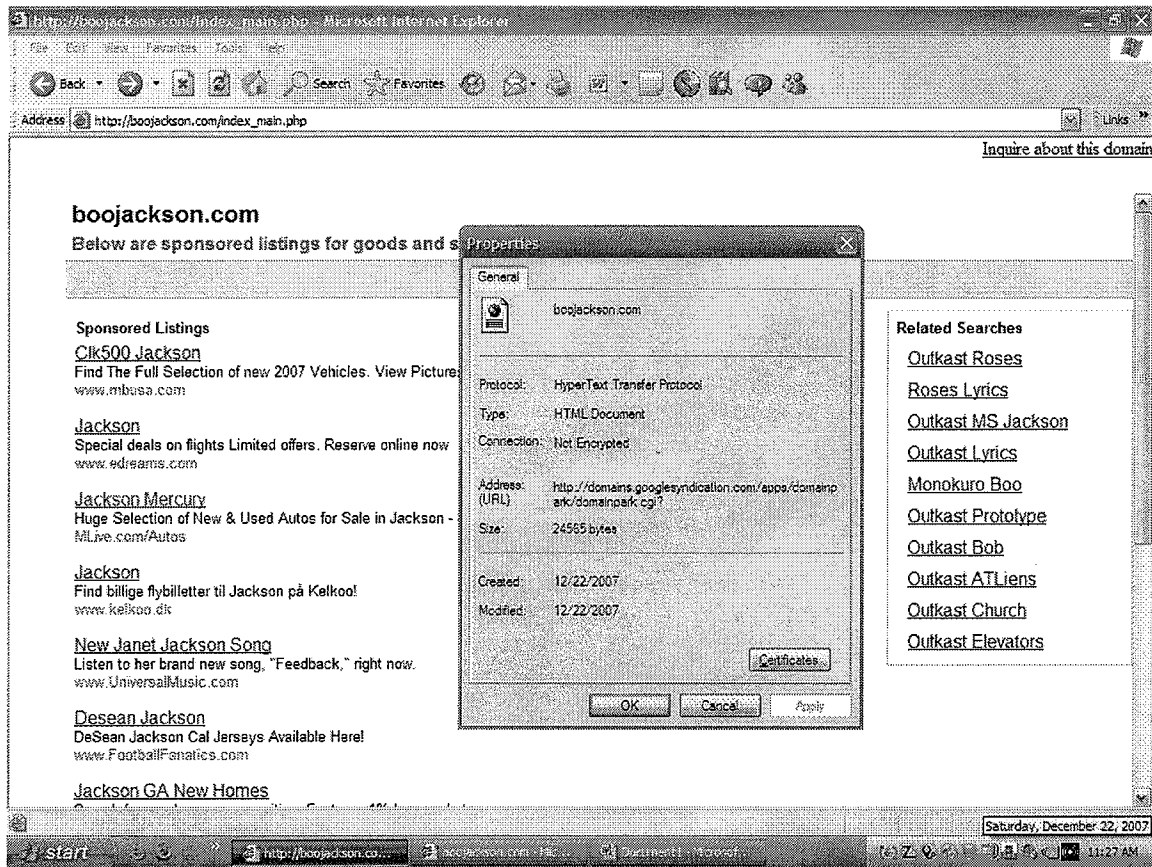 http://boojackson.com/index_main.php - Microsoft Internet Explorer
File Edit View Favorites Tools Help
Back Search Favorites
Address http://boojackson.com/index_main.php Links
Inquire about this domain
boojackson.com
Below are sponsored listings for goods and s
Sponsored Listings
Clk500 Jackson
Find The Full Selection of new 2007 Vehicles. View Pictures
www.mbusa.com
Jackson
Special deals on flights Limited offers. Reserve online now
www.edreams.com
Jackson Mercury
Huge Selection of New & Used Autos for Sale in Jackson -
MLive.com/Autos
Jackson
Find billige flybilletter til Jackson på Kelkoo!
www.kelkoo.dk
New Janet Jackson Song
Listen to her brand new song, "Feedback," right now.
www.UniversalMusic.com
Desean Jackson
DeSean Jackson Cal Jerseys Available Here!
www.FootballFanatics.com
Jackson GA New Homes
Properties
General
boojackson.com
Protocol: HyperText Transfer Protocol
Type: HTML Document
Connection: Not Encrypted
Address: (URL) http://domains.googlesyndication.com/apps/domainp
ark/domainpark.cgi?
Size: 24565 bytes
Created: 12/22/2007
Modified: 12/22/2007
Certificates
OK Cancel Apply
Related Searches
Outkast Roses
Roses Lyrics
Outkast MS Jackson
Outkast Lyrics
Monokuro Boo
Outkast Prototype
Outkast Bob
Outkast ATLiens
Outkast Church
Outkast Elevators
Saturday, December 22, 2007
start http://boojackson.co... 11:27 AM